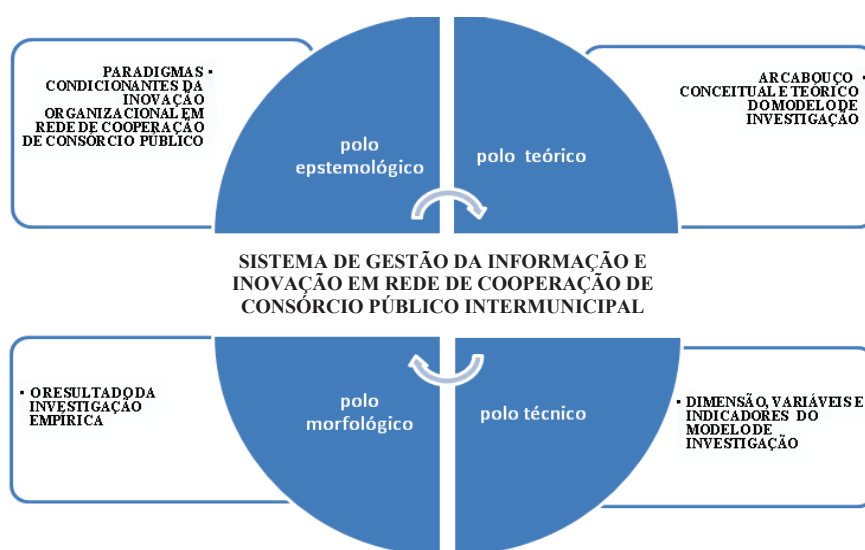 PARADIGMAS •
CONDICIONANTES DA
INOVAÇÃO
ORGANIZACIONAL EM
REDE DE COOPERAÇÃO
DE CONSÓRCIO PÚBLICO
polo
epstemológico
polo teórico
ARCABOUÇO •
CONCEITUAL E TEÓRICO
DO MODELO DE
INVESTIGAÇÃO
SISTEMA DE GESTÃO DA INFORMAÇÃO E
INOVAÇÃO EM REDE DE COOPERAÇÃO DE
CONSÓRCIO PÚBLICO INTERMUNICIPAL
• O RESULTADO DA
INVESTIGAÇÃO
EMPÍRICA
polo
morfológico
polo técnico
• DIMENSÃO, VARIÁVEIS E
INDICADORES DO
MODELO DE
INVESTIGAÇÃO